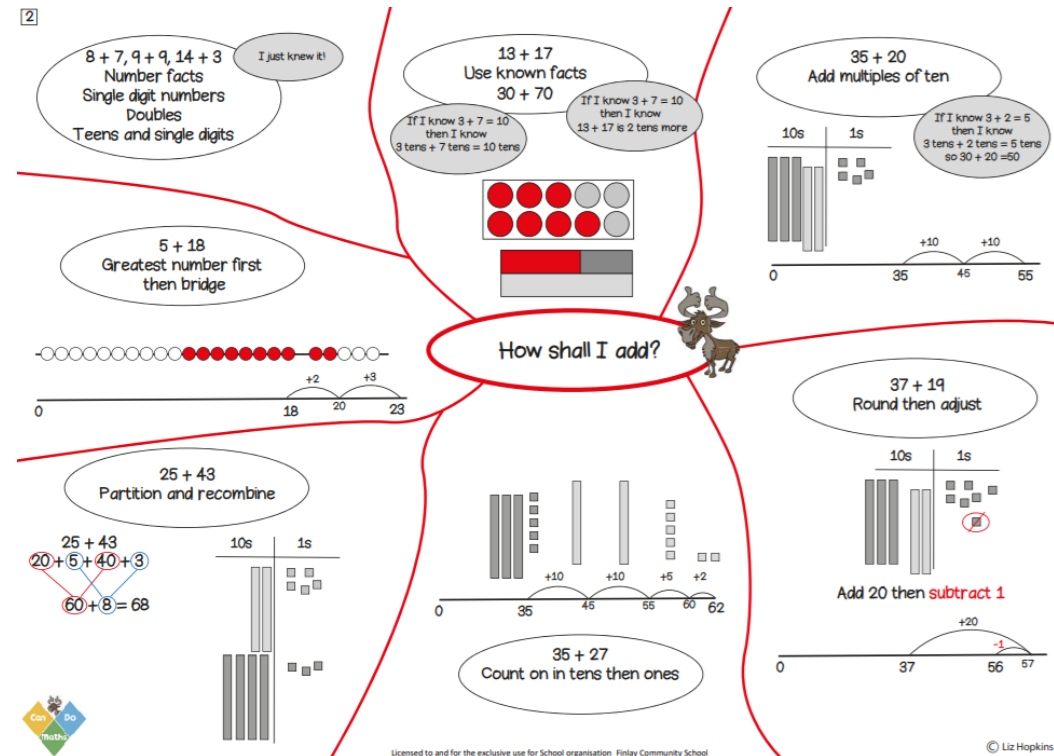 2
8 + 7, 9 + 9, 14 + 3
Number facts
Single digit numbers
Doubles
Teens and single digits
I just knew it!
13 + 17
Use known facts
30 + 70
If I know 3 + 7 = 10
then I know
3 tens + 7 tens = 10 tens
If I know 3 + 7 = 10
then I know
13 + 17 is 2 tens more
35 + 20
Add multiples of ten
If I know 3 + 2 = 5
then I know
3 tens + 2 tens = 5 tens
so 30 + 20 =50
10s 1s
+10 +10
0 35 45 55
5 + 18
Greatest number first
then bridge
+2 +3
0 18 20 23
How shall I add?
37 + 19
Round then adjust
10s 1s
Add 20 then subtract 1
+20
-1
0 37 56 57
25 + 43
Partition and recombine
25 + 43
20 + 5 + 40 + 3
60 + 8 = 68
10s 1s
+10 +10 +5 +2
0 35 45 55 60 62
35 + 27
Count on in tens then ones
Can Do
Maths
Licensed to and for the exclusive use for School organisation Finlay Community School
© Liz Hopkins